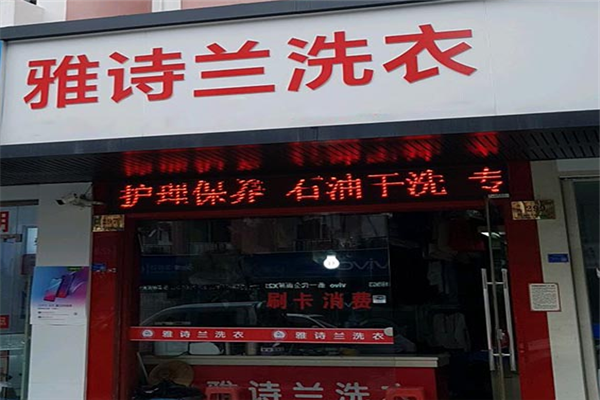 雅诗兰洗衣
护理保养 石油干洗 专
刷卡消费
雅诗兰洗衣 雅诗兰洗衣
雅诗兰洗衣